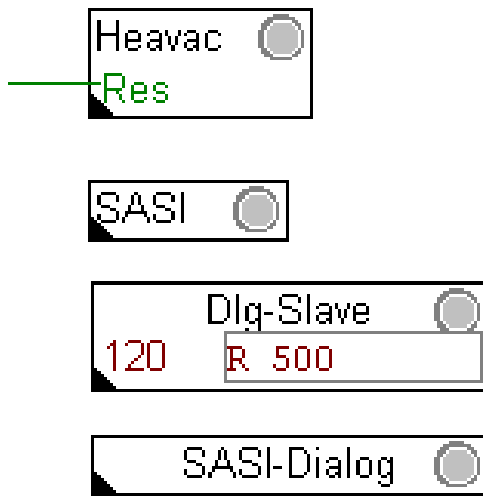 Heavac
Res
SASI
Dlg-Slave
120 R 500
SASI-Dialog